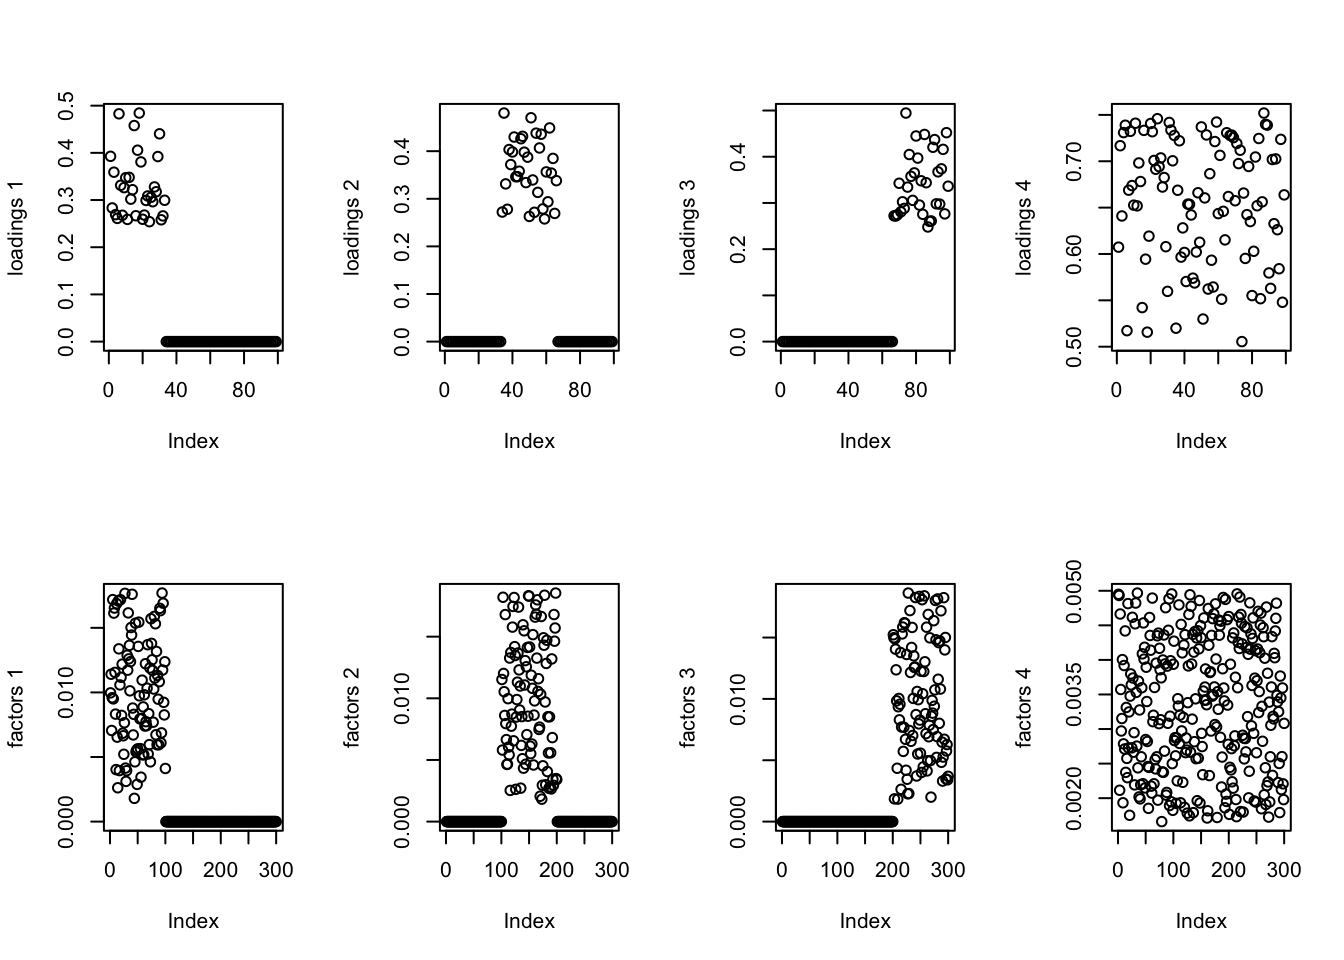 loadings 1
0.0 0.1 0.2 0.3 0.4 0.5
0 40 80
Index
loadings 2
0.0 0.1 0.2 0.3 0.4
0 40 80
Index
loadings 3
0.0 0.2 0.4
0 40 80
Index
loadings 4
0.50 0.60 0.70
0 40 80
Index
factors 1
0.000 0.010
0 100 200 300
Index
factors 2
0.000 0.010
0 100 200 300
Index
factors 3
0.000 0.010
0 100 200 300
Index
factors 4
0.0020 0.0035 0.0050
0 100 200 300
Index